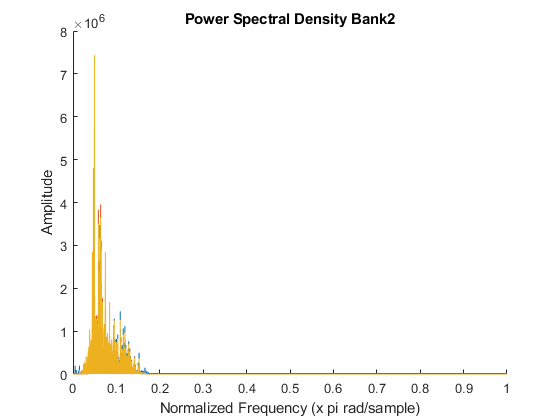 Power Spectral Density Bank2
×10⁶
8
7
6
5
4
3
2
1
0
Amplitude
0 0.1 0.2 0.3 0.4 0.5 0.6 0.7 0.8 0.9 1
Normalized Frequency (x pi rad/sample)